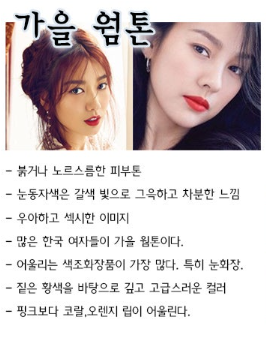 가을 웜톤
- 붉거나 노르스름한 피부톤
- 눈동자색은 갈색 빛으로 그윽하고 차분한 느낌
- 우아하고 섹시한 이미지
- 많은 한국 여자들이 가을 웜톤이다.
- 어울리는 색조화장품이 가장 많다. 특히 눈화장.
- 짙은 황색을 바탕으로 깊고 고급스러운 컬러
- 핑크보다 코랄,오렌지 립이 어울린다.